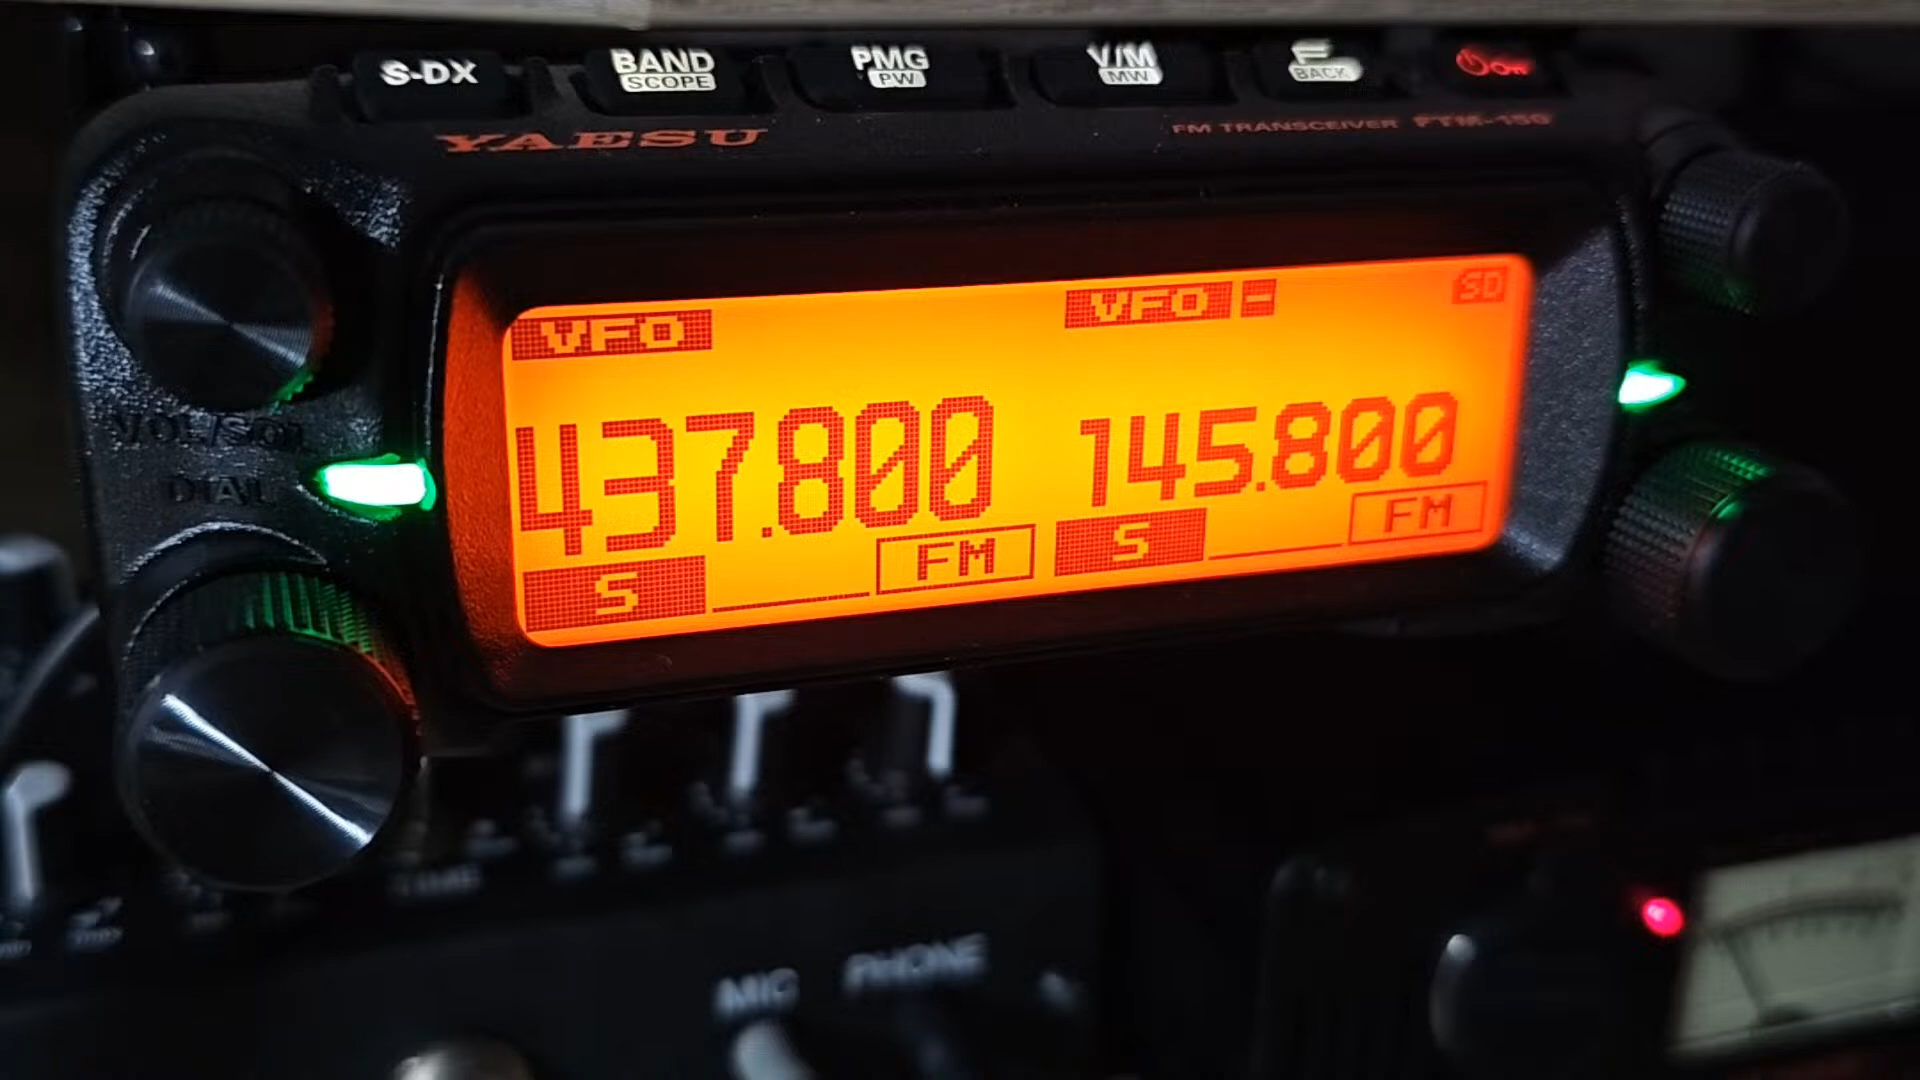 S-DX BAND PMG V/M
SCOPE PW MW BACK On
YAESU FM TRANSCEIVER FTM-150
VFO VFO - SD
437.800 145.800
S FM S FM
VOL/SQL
DIAL
TIME
MIC PHONE